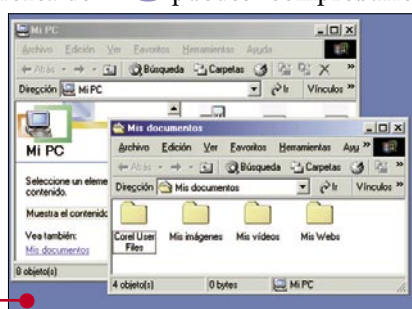 Mi PC
Archivo Edición Ver Favoritos Herramientas Ayuda
Atrás Búsqueda Carpetas »
Dirección Mi PC Ir Vínculos »
Mi PC
Seleccione un eleme
contenido.
Muestra el contenido
Vea también:
Mis documentos
0 objeto(s)
Mis documentos
Archivo Edición Ver Favoritos Herramientas Ayu »
Atrás Búsqueda Carpetas »
Dirección Mis documentos Ir Vínculos »
Corel User Files
Mis imágenes
Mis vídeos
Mis Webs
4 objeto(s) 0 bytes Mi PC